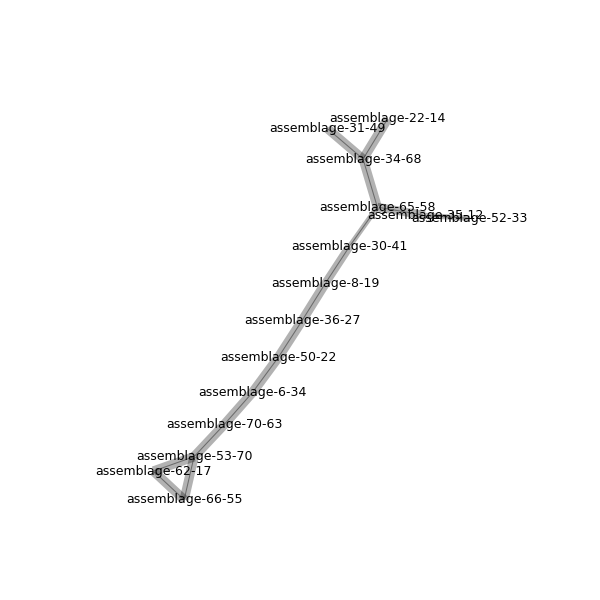 assemblage-22-14
assemblage-31-49
assemblage-34-68
assemblage-65-58
assemblage-35-12
assemblage-52-33
assemblage-30-41
assemblage-8-19
assemblage-36-27
assemblage-50-22
assemblage-6-34
assemblage-70-63
assemblage-53-70
assemblage-62-17
assemblage-66-55